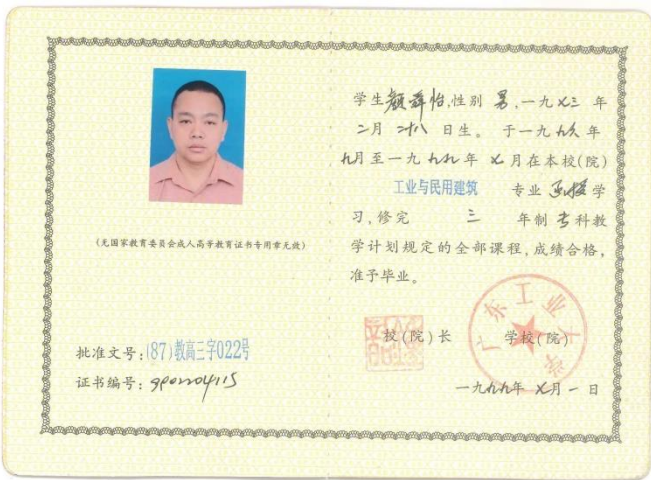 (无国家教育委员会成人高等教育证书专用章无效)
批准文号:(87)教高三字022号
证书编号:
学生颜 怡,性别 男,一九七三 年
二月 廿八 日生。于一九九六年
九月至一九九九年 七月在本校(院)
工业与民用建筑 专业 函授学
习,修完 三 年制 专科教
学计划规定的全部课程,成绩合格,
准予毕业。
校(院)长 学校(院)
广东工业大学
一九九九年 七月一日